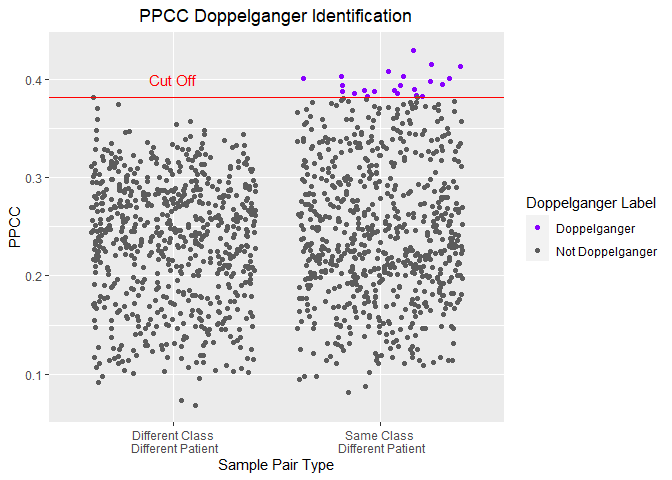 PPCC Doppelganger Identification
Cut Off
0.4
0.3
0.2
0.1
PPCC
Different Class
Different Patient
Same Class
Different Patient
Sample Pair Type
Doppelganger Label
Doppelganger
Not Doppelganger